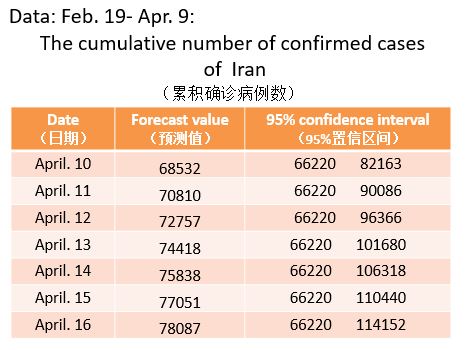 Data: Feb. 19- Apr. 9:
The cumulative number of confirmed cases
of Iran
（累积确诊病例数）
Date Forecast value 95% confidence interval
（日期） （预测值） （95%置信区间）
April. 10 68532 66220 82163
April. 11 70810 66220 90086
April. 12 72757 66220 96366
April. 13 74418 66220 101680
April. 14 75838 66220 106318
April. 15 77051 66220 110440
April. 16 78087 66220 114152